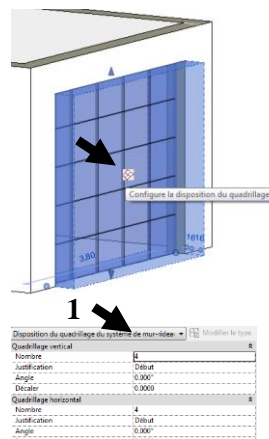 Configure la disposition du quadrillage
3.80
1616
1
Disposition du quadrillage du système de mur-rideau Modifier le type
Quadrillage vertical
Nombre 4
Justification Début
Angle 0.000°
Décaler 0.0000
Quadrillage horizontal
Nombre 4
Justification Début
Angle 0.000°